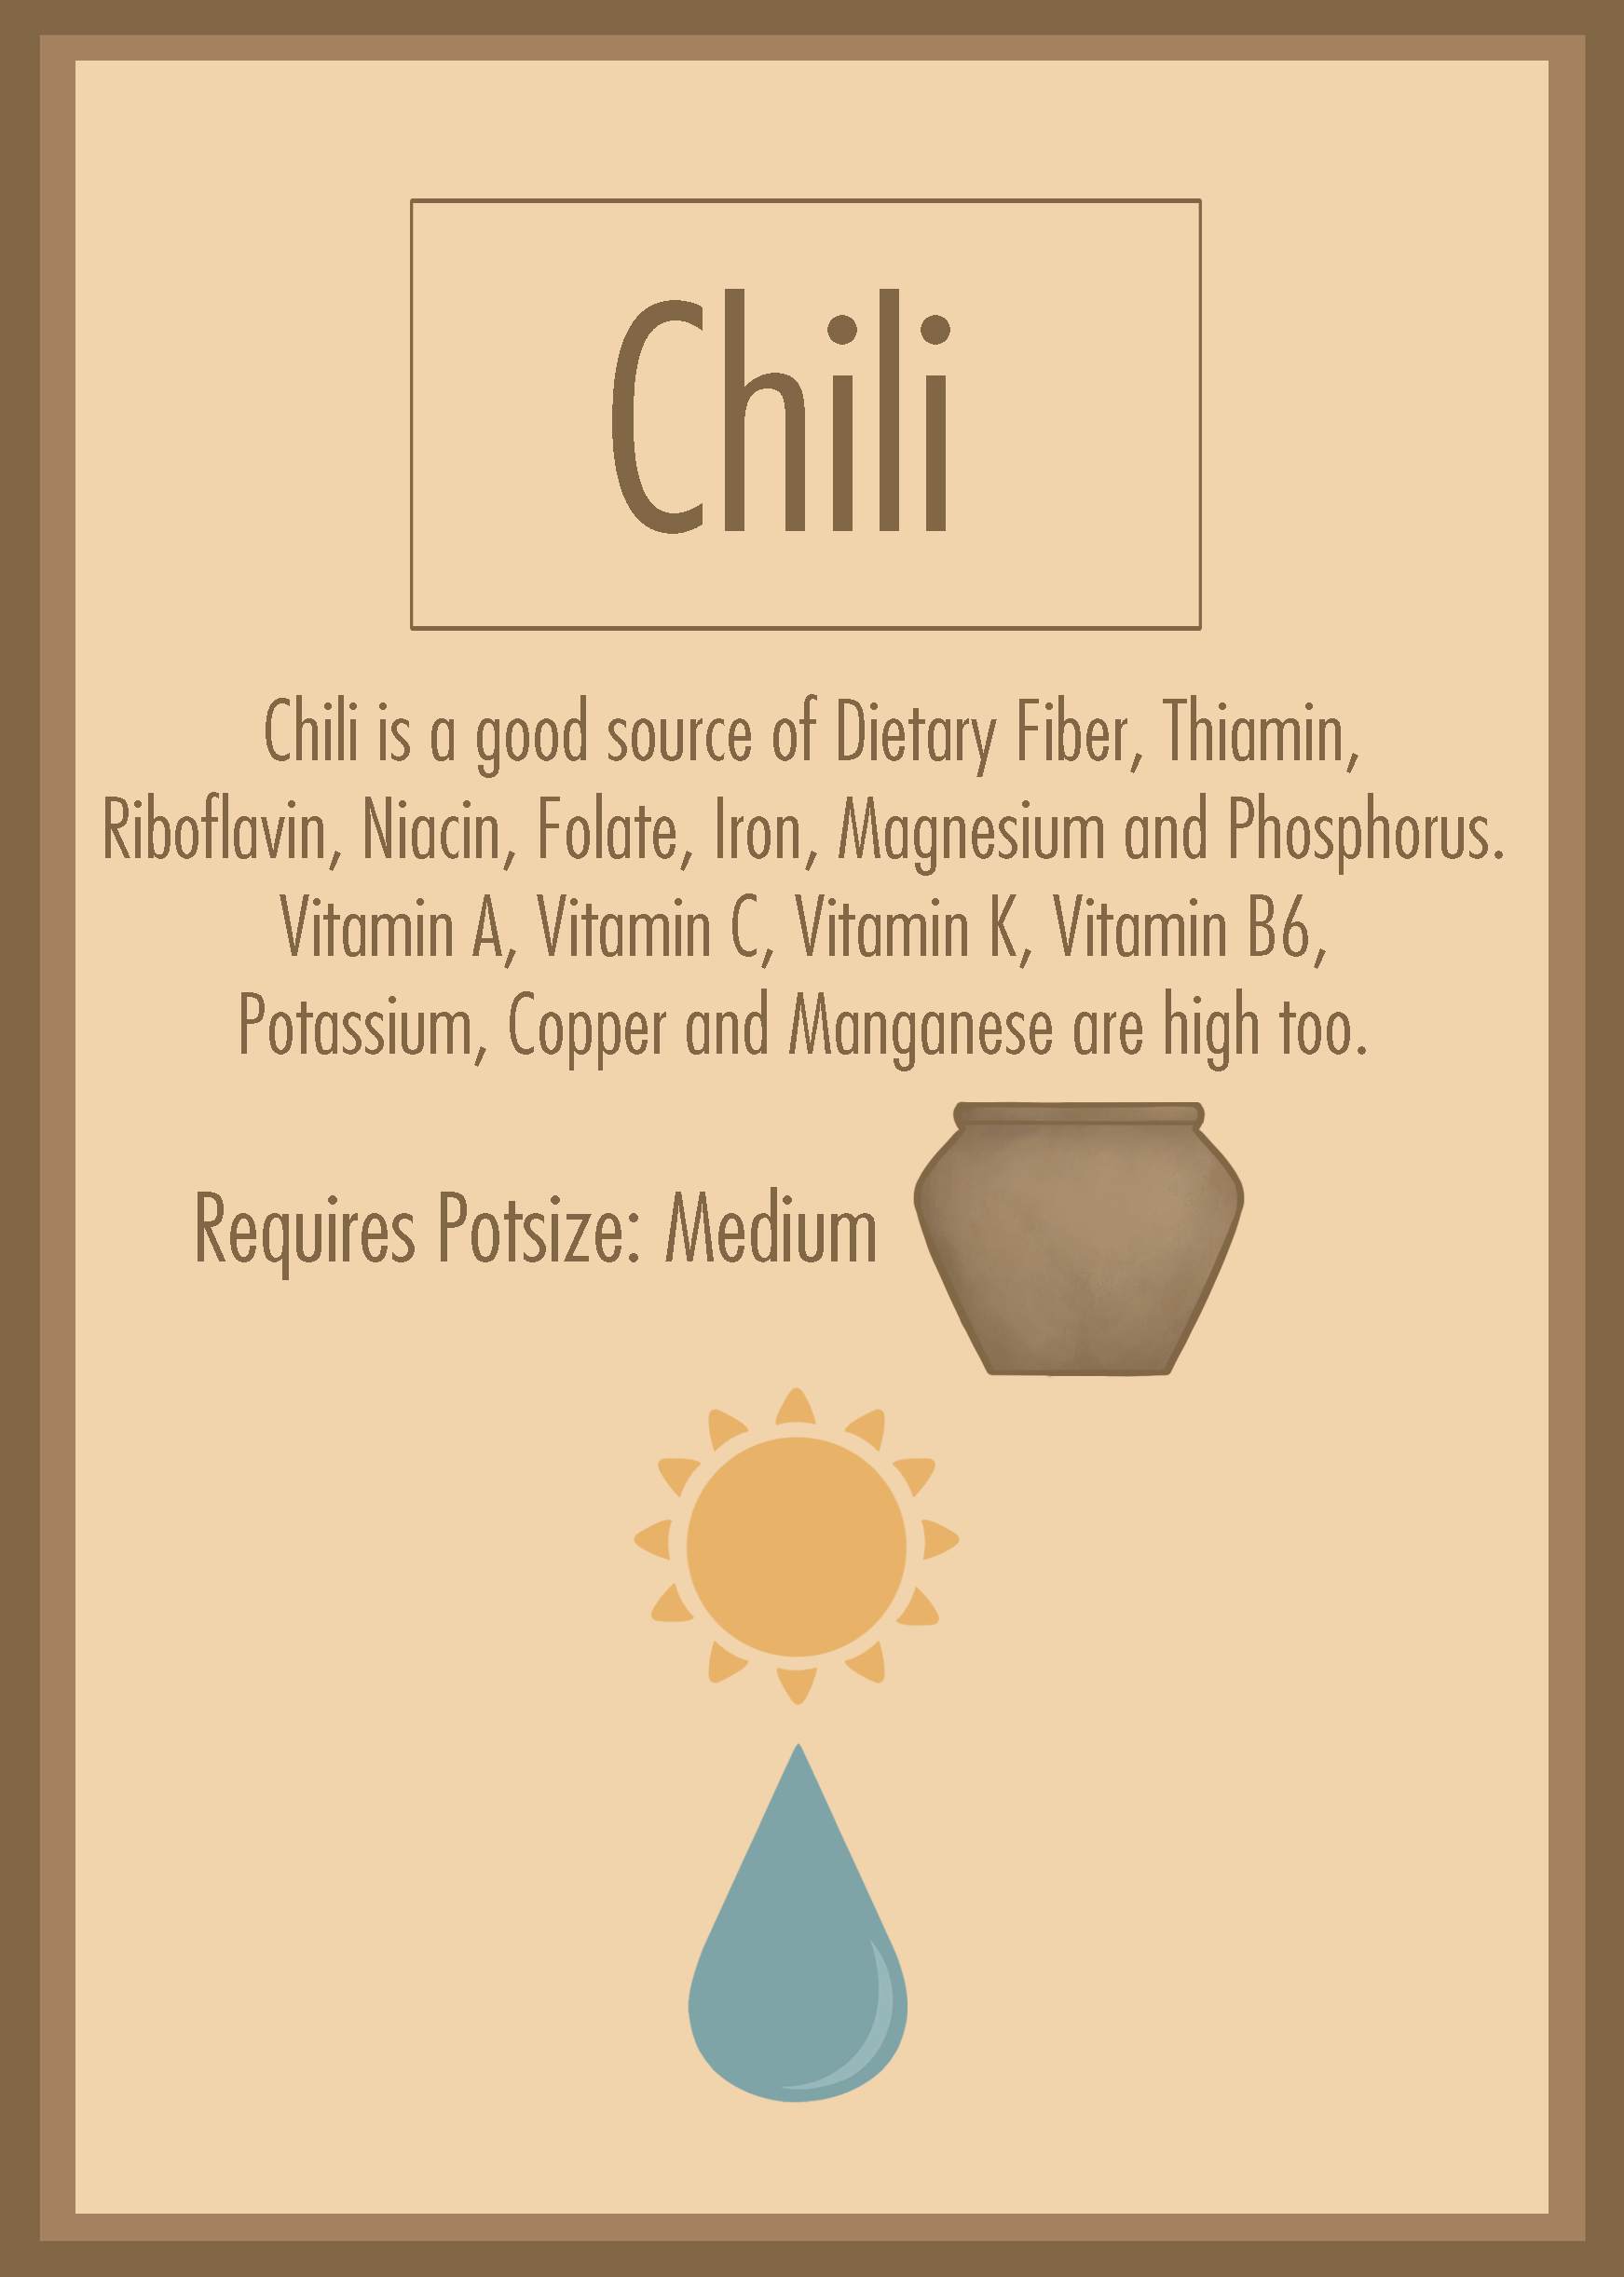 Chili
Chili is a good source of Dietary Fiber, Thiamin,
Riboflavin, Niacin, Folate, Iron, Magnesium and Phosphorus.
Vitamin A, Vitamin C, Vitamin K, Vitamin B6,
Potassium, Copper and Manganese are high too.
Requires Potsize: Medium